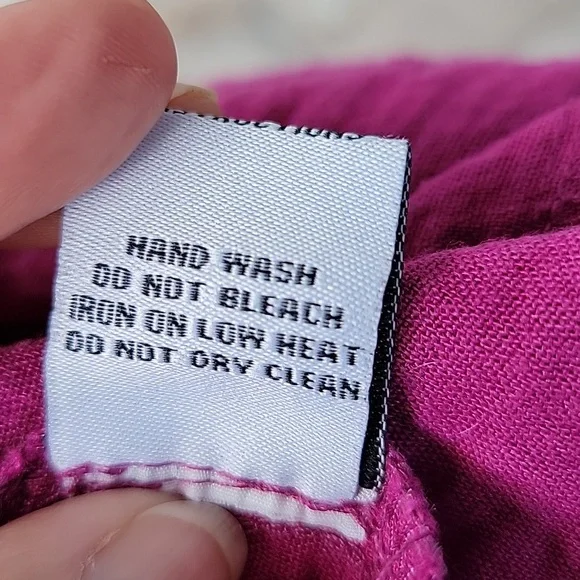 HAND WASH
DO NOT BLEACH
IRON ON LOW HEAT
DO NOT DRY CLEAN